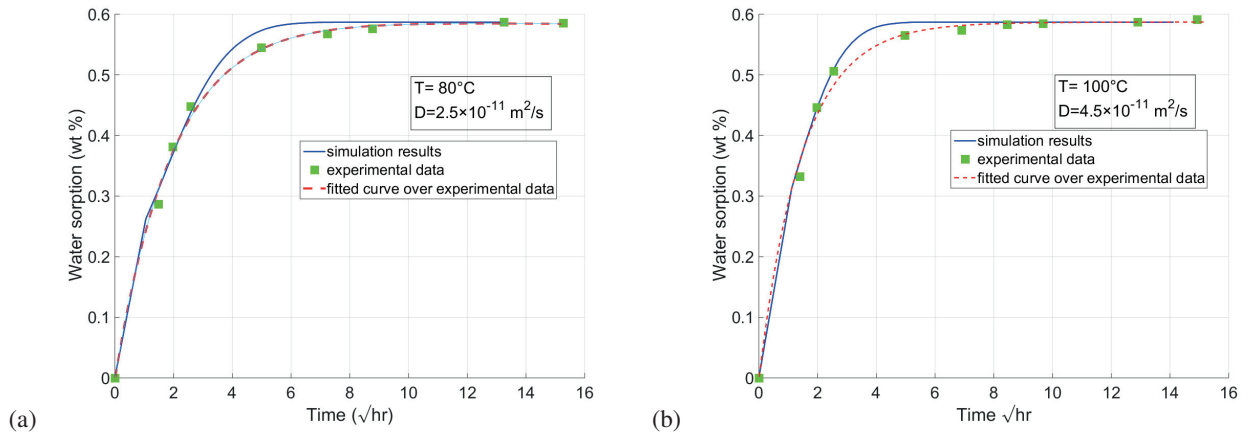 0.6
0.5
0.4
0.3
0.2
0.1
0
Water sorption (wt %)
T= 80°C
D=2.5×10⁻¹¹ m²/s
simulation results
experimental data
fitted curve over experimental data
0 2 4 6 8 10 12 14 16
Time (√hr)
(a)
0.6
0.5
0.4
0.3
0.2
0.1
0
Water sorption (wt %)
T= 100°C
D=4.5×10⁻¹¹ m²/s
simulation results
experimental data
fitted curve over experimental data
0 2 4 6 8 10 12 14 16
Time √hr
(b)